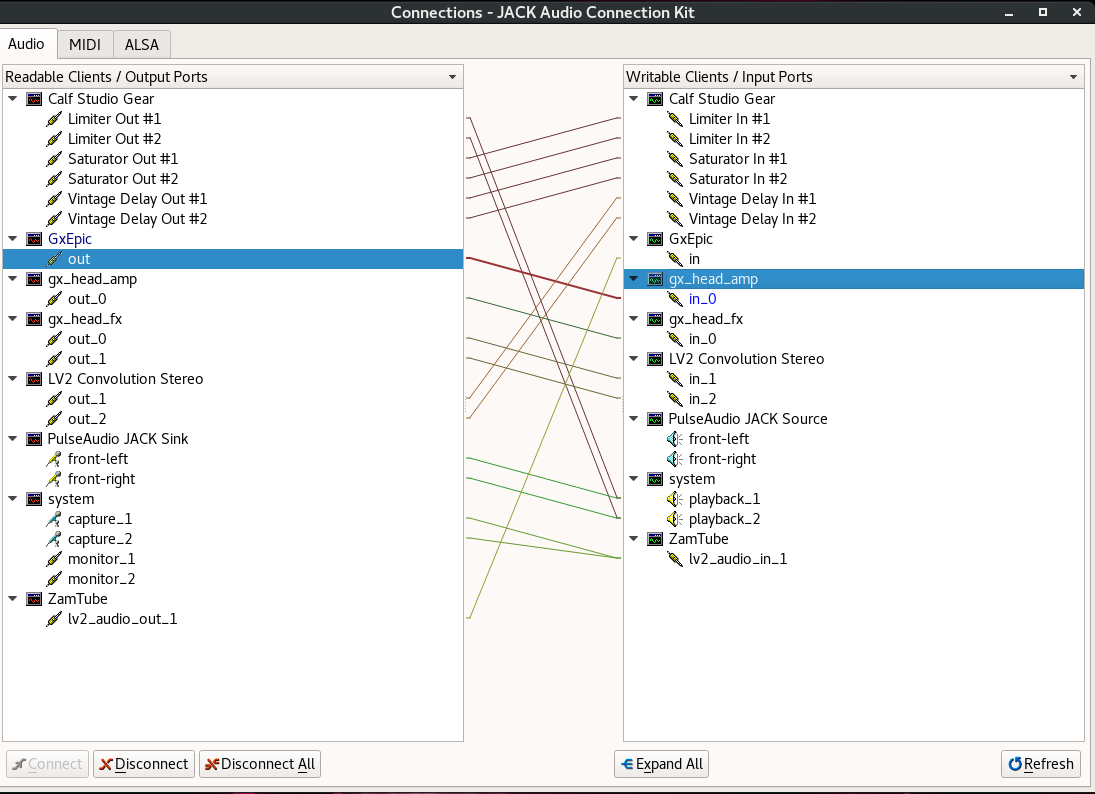 Connections - JACK Audio Connection Kit
Audio
MIDI
ALSA
Readable Clients / Output Ports
Calf Studio Gear
Limiter Out #1
Limiter Out #2
Saturator Out #1
Saturator Out #2
Vintage Delay Out #1
Vintage Delay Out #2
GxEpic
out
gx_head_amp
out_0
gx_head_fx
out_0
out_1
LV2 Convolution Stereo
out_1
out_2
PulseAudio JACK Sink
front-left
front-right
system
capture_1
capture_2
monitor_1
monitor_2
ZamTube
lv2_audio_out_1
Writable Clients / Input Ports
Calf Studio Gear
Limiter In #1
Limiter In #2
Saturator In #1
Saturator In #2
Vintage Delay In #1
Vintage Delay In #2
GxEpic
in
gx_head_amp
in_0
gx_head_fx
in_0
LV2 Convolution Stereo
in_1
in_2
PulseAudio JACK Source
front-left
front-right
system
playback_1
playback_2
ZamTube
lv2_audio_in_1
Connect
Disconnect
Disconnect All
Expand All
Refresh